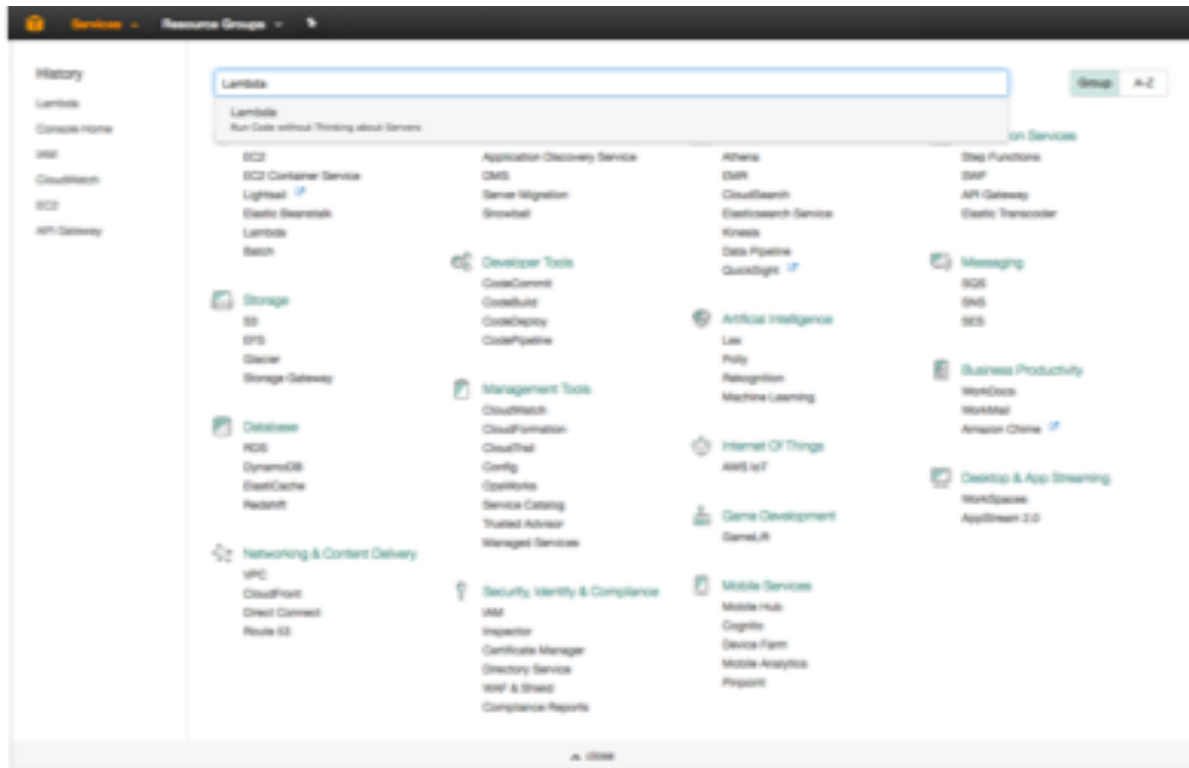 Services
Resource Groups
History
Lambda
Console Home
IAM
CloudWatch
EC2
API Gateway
Lambda
Group
A-Z
Lambda
Run Code without Thinking about Servers
EC2
EC2 Container Service
Lightsail
Elastic Beanstalk
Lambda
Batch
Storage
S3
EFS
Glacier
Storage Gateway
Database
RDS
DynamoDB
ElastiCache
Redshift
Networking & Content Delivery
VPC
CloudFront
Direct Connect
Route 53
Application Discovery Service
DMS
Server Migration
Snowball
Developer Tools
CodeCommit
CodeBuild
CodeDeploy
CodePipeline
Management Tools
CloudWatch
CloudFormation
CloudTrail
Config
OpsWorks
Service Catalog
Trusted Advisor
Managed Services
Security, Identity & Compliance
IAM
Inspector
Certificate Manager
Directory Service
WAF & Shield
Compliance Reports
Athena
EMR
CloudSearch
Elasticsearch Service
Kinesis
Data Pipeline
QuickSight
Artificial Intelligence
Lex
Polly
Rekognition
Machine Learning
Internet Of Things
AWS IoT
Game Development
GameLift
Mobile Services
Mobile Hub
Cognito
Device Farm
Mobile Analytics
Pinpoint
on Services
Step Functions
SWF
API Gateway
Elastic Transcoder
Messaging
SQS
SNS
SES
Business Productivity
WorkDocs
WorkMail
Amazon Chime
Desktop & App Streaming
WorkSpaces
AppStream 2.0
close